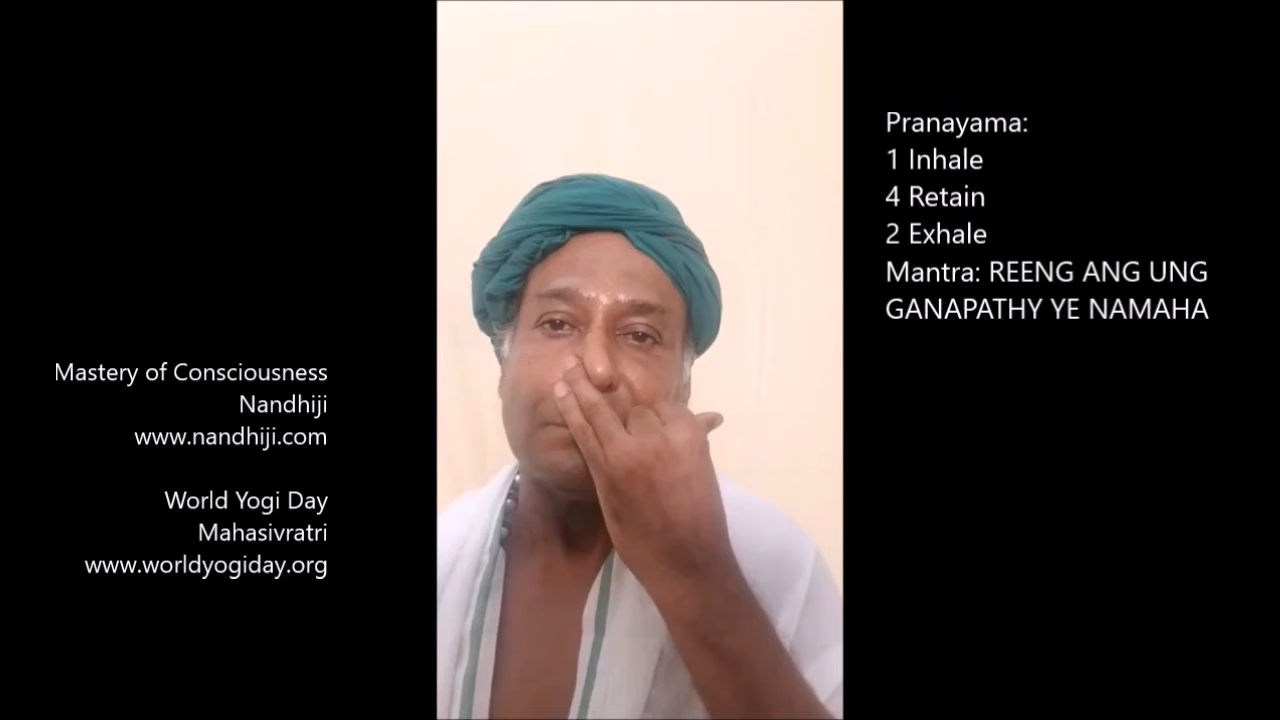 Mastery of Consciousness
Nandhiji
www.nandhiji.com
World Yogi Day
Mahasivratri
www.worldyogiday.org
Pranayama:
1 Inhale
4 Retain
2 Exhale
Mantra: REENG ANG UNG
GANAPATHY YE NAMAHA